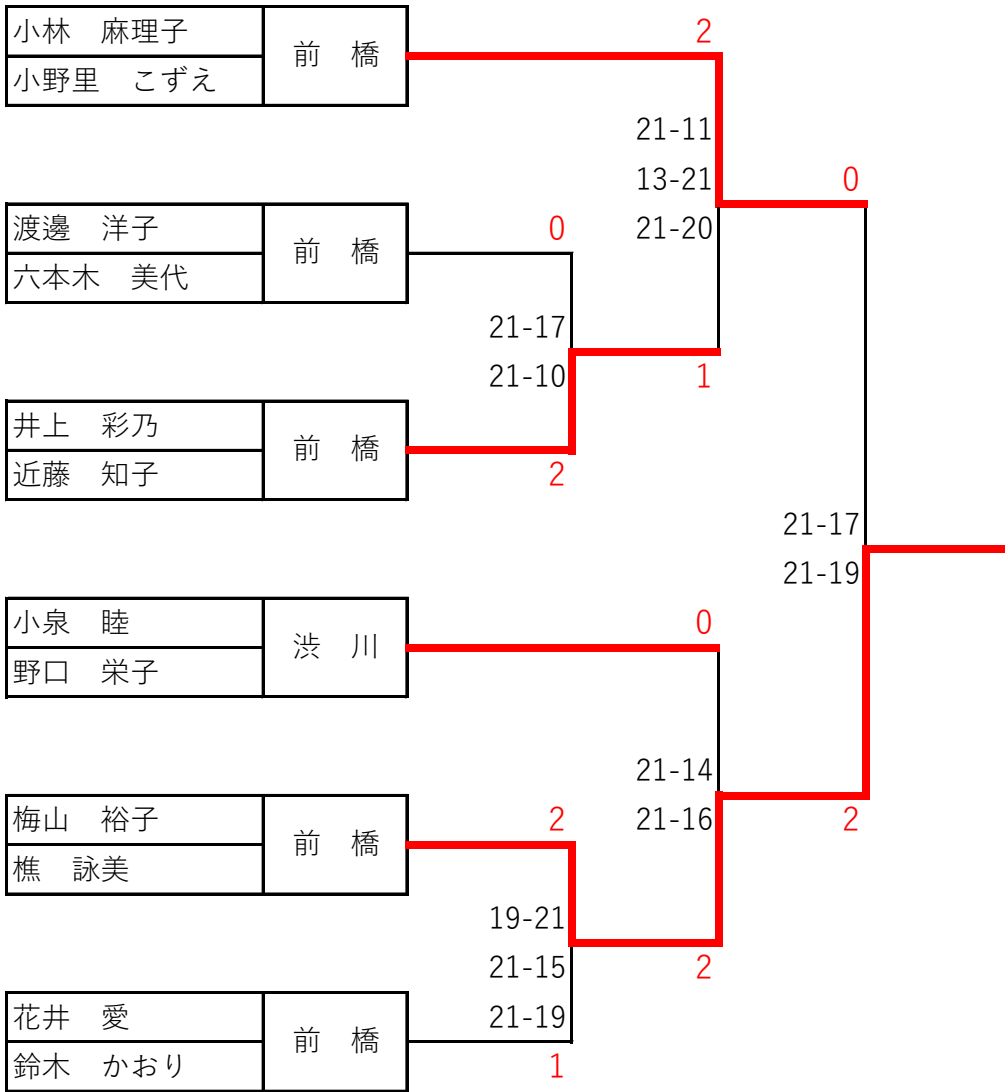 小林　麻理子
前　橋
小野里　こずえ
2
21-11
13-21
21-20
0
渡邊　洋子
前　橋
六本木　美代
0
21-17
21-10
1
井上　彩乃
前　橋
近藤　知子
2
21-17
21-19
小泉　睦
渋　川
野口　栄子
0
21-14
21-16
2
梅山　裕子
前　橋
樵　詠美
2
19-21
21-15
21-19
2
花井　愛
前　橋
鈴木　かおり
1